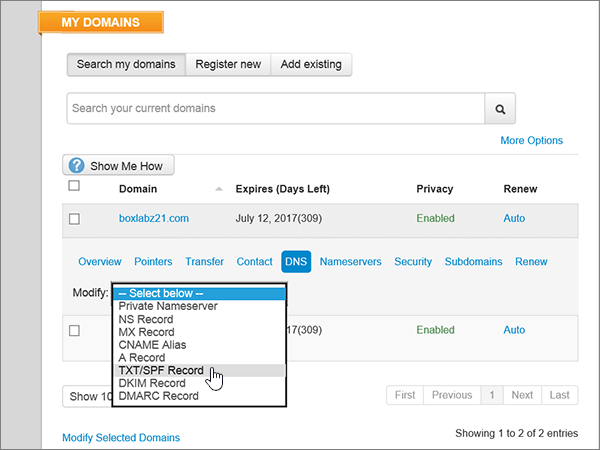 MY DOMAINS
Search my domains Register new Add existing
Search your current domains
More Options
? Show Me How
Domain Expires (Days Left) Privacy Renew
boxlabz21.com July 12, 2017(309) Enabled Auto
Overview Pointers Transfer Contact DNS Nameservers Security Subdomains Renew
Modify: -- Select below --
Private Nameserver
NS Record
MX Record
17(309) Enabled Auto
CNAME Alias
A Record
TXT/SPF Record
DKIM Record
DMARC Record
Show 10
First Previous 1 Next Last
Modify Selected Domains
Showing 1 to 2 of 2 entries